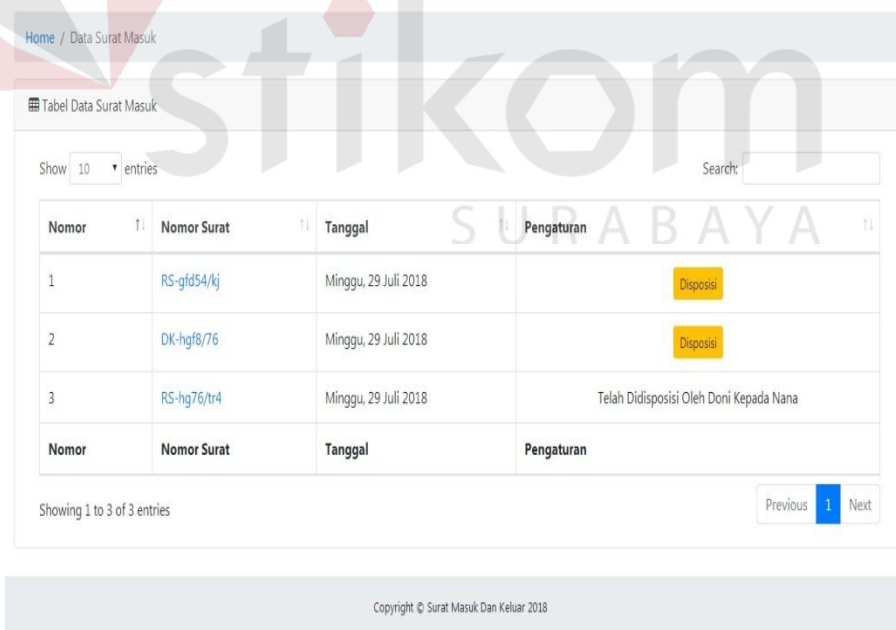 Home / Data Surat Masuk
Tabel Data Surat Masuk
Show 10 entries
Search:
Nomor Nomor Surat Tanggal Pengaturan
1 RS-gfd54/kj Minggu, 29 Juli 2018 Disposisi
2 DK-hgf8/76 Minggu, 29 Juli 2018 Disposisi
3 RS-hg76/tr4 Minggu, 29 Juli 2018 Telah Didisposisi Oleh Doni Kepada Nana
Nomor Nomor Surat Tanggal Pengaturan
Showing 1 to 3 of 3 entries
Previous 1 Next
Copyright © Surat Masuk Dan Keluar 2018
stikom
SURABAYA